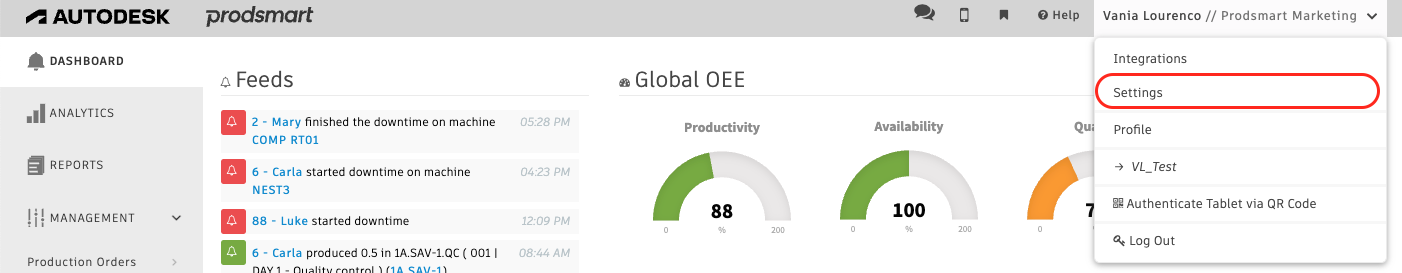 AUTODESK prodsmart
Help
Vania Lourenco // Prodsmart Marketing
DASHBOARD
ANALYTICS
REPORTS
MANAGEMENT
Production Orders
Feeds
2 - Mary finished the downtime on machine 05:28 PM
COMP RT01
6 - Carla started downtime on machine 04:23 PM
NEST3
88 - Luke started downtime 12:09 PM
6 - Carla produced 0.5 in 1A.SAV-1.QC ( 001 | 08:44 AM
DAY 1 - Quality control ) (1A.SAV-1)
Global OEE
Productivity
88
0 % 200
Availability
100
0 % 200
0
Integrations
Settings
Profile
→ VL_Test
Authenticate Tablet via QR Code
Log Out